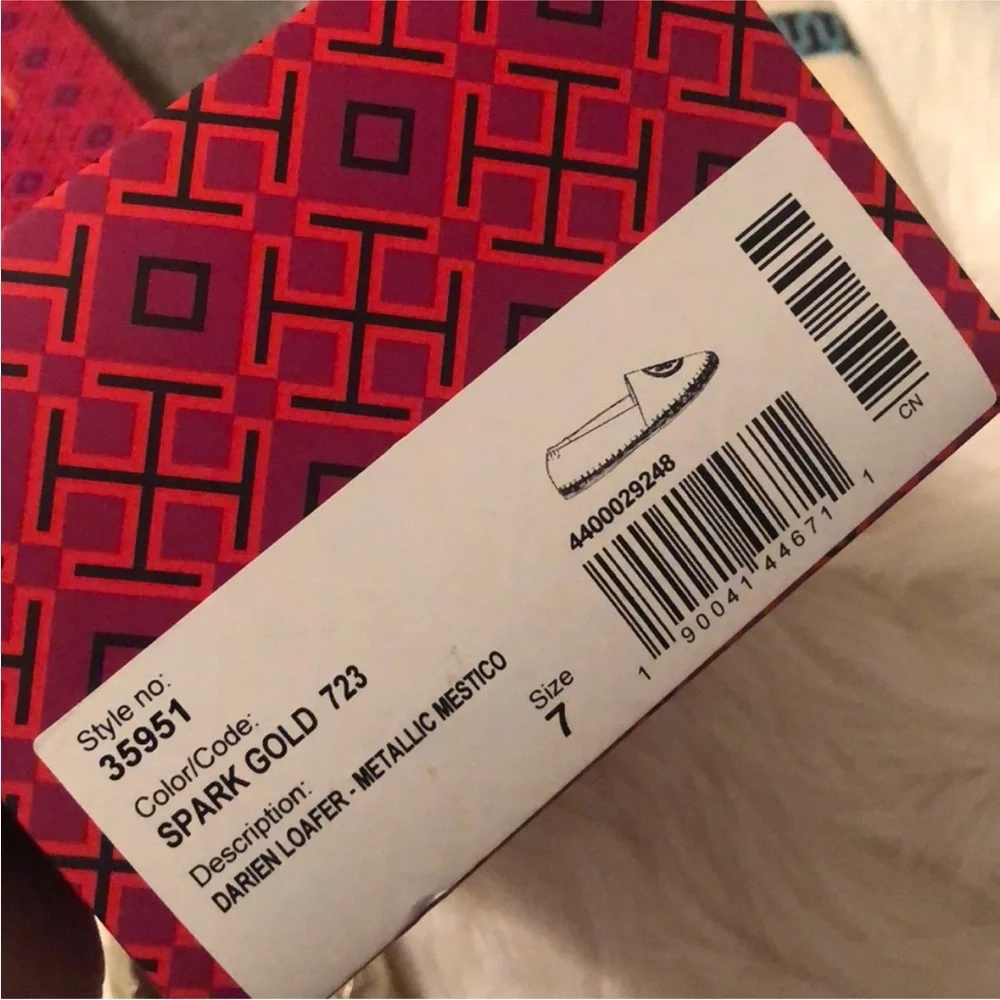 Style no:
35951
Color/Code:
SPARK GOLD 723
Description:
DARIEN LOAFER - METALLIC MESTICO
Size
7
4400029248
1 90041 44671 1
CN